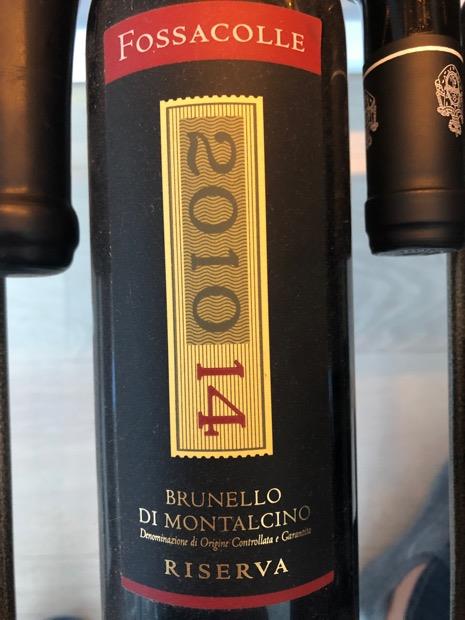 FOSSACOLLE
2010
14
BRUNELLO
DI MONTALCINO
Denominazione di Origine Controllata e Garantita
RISERVA